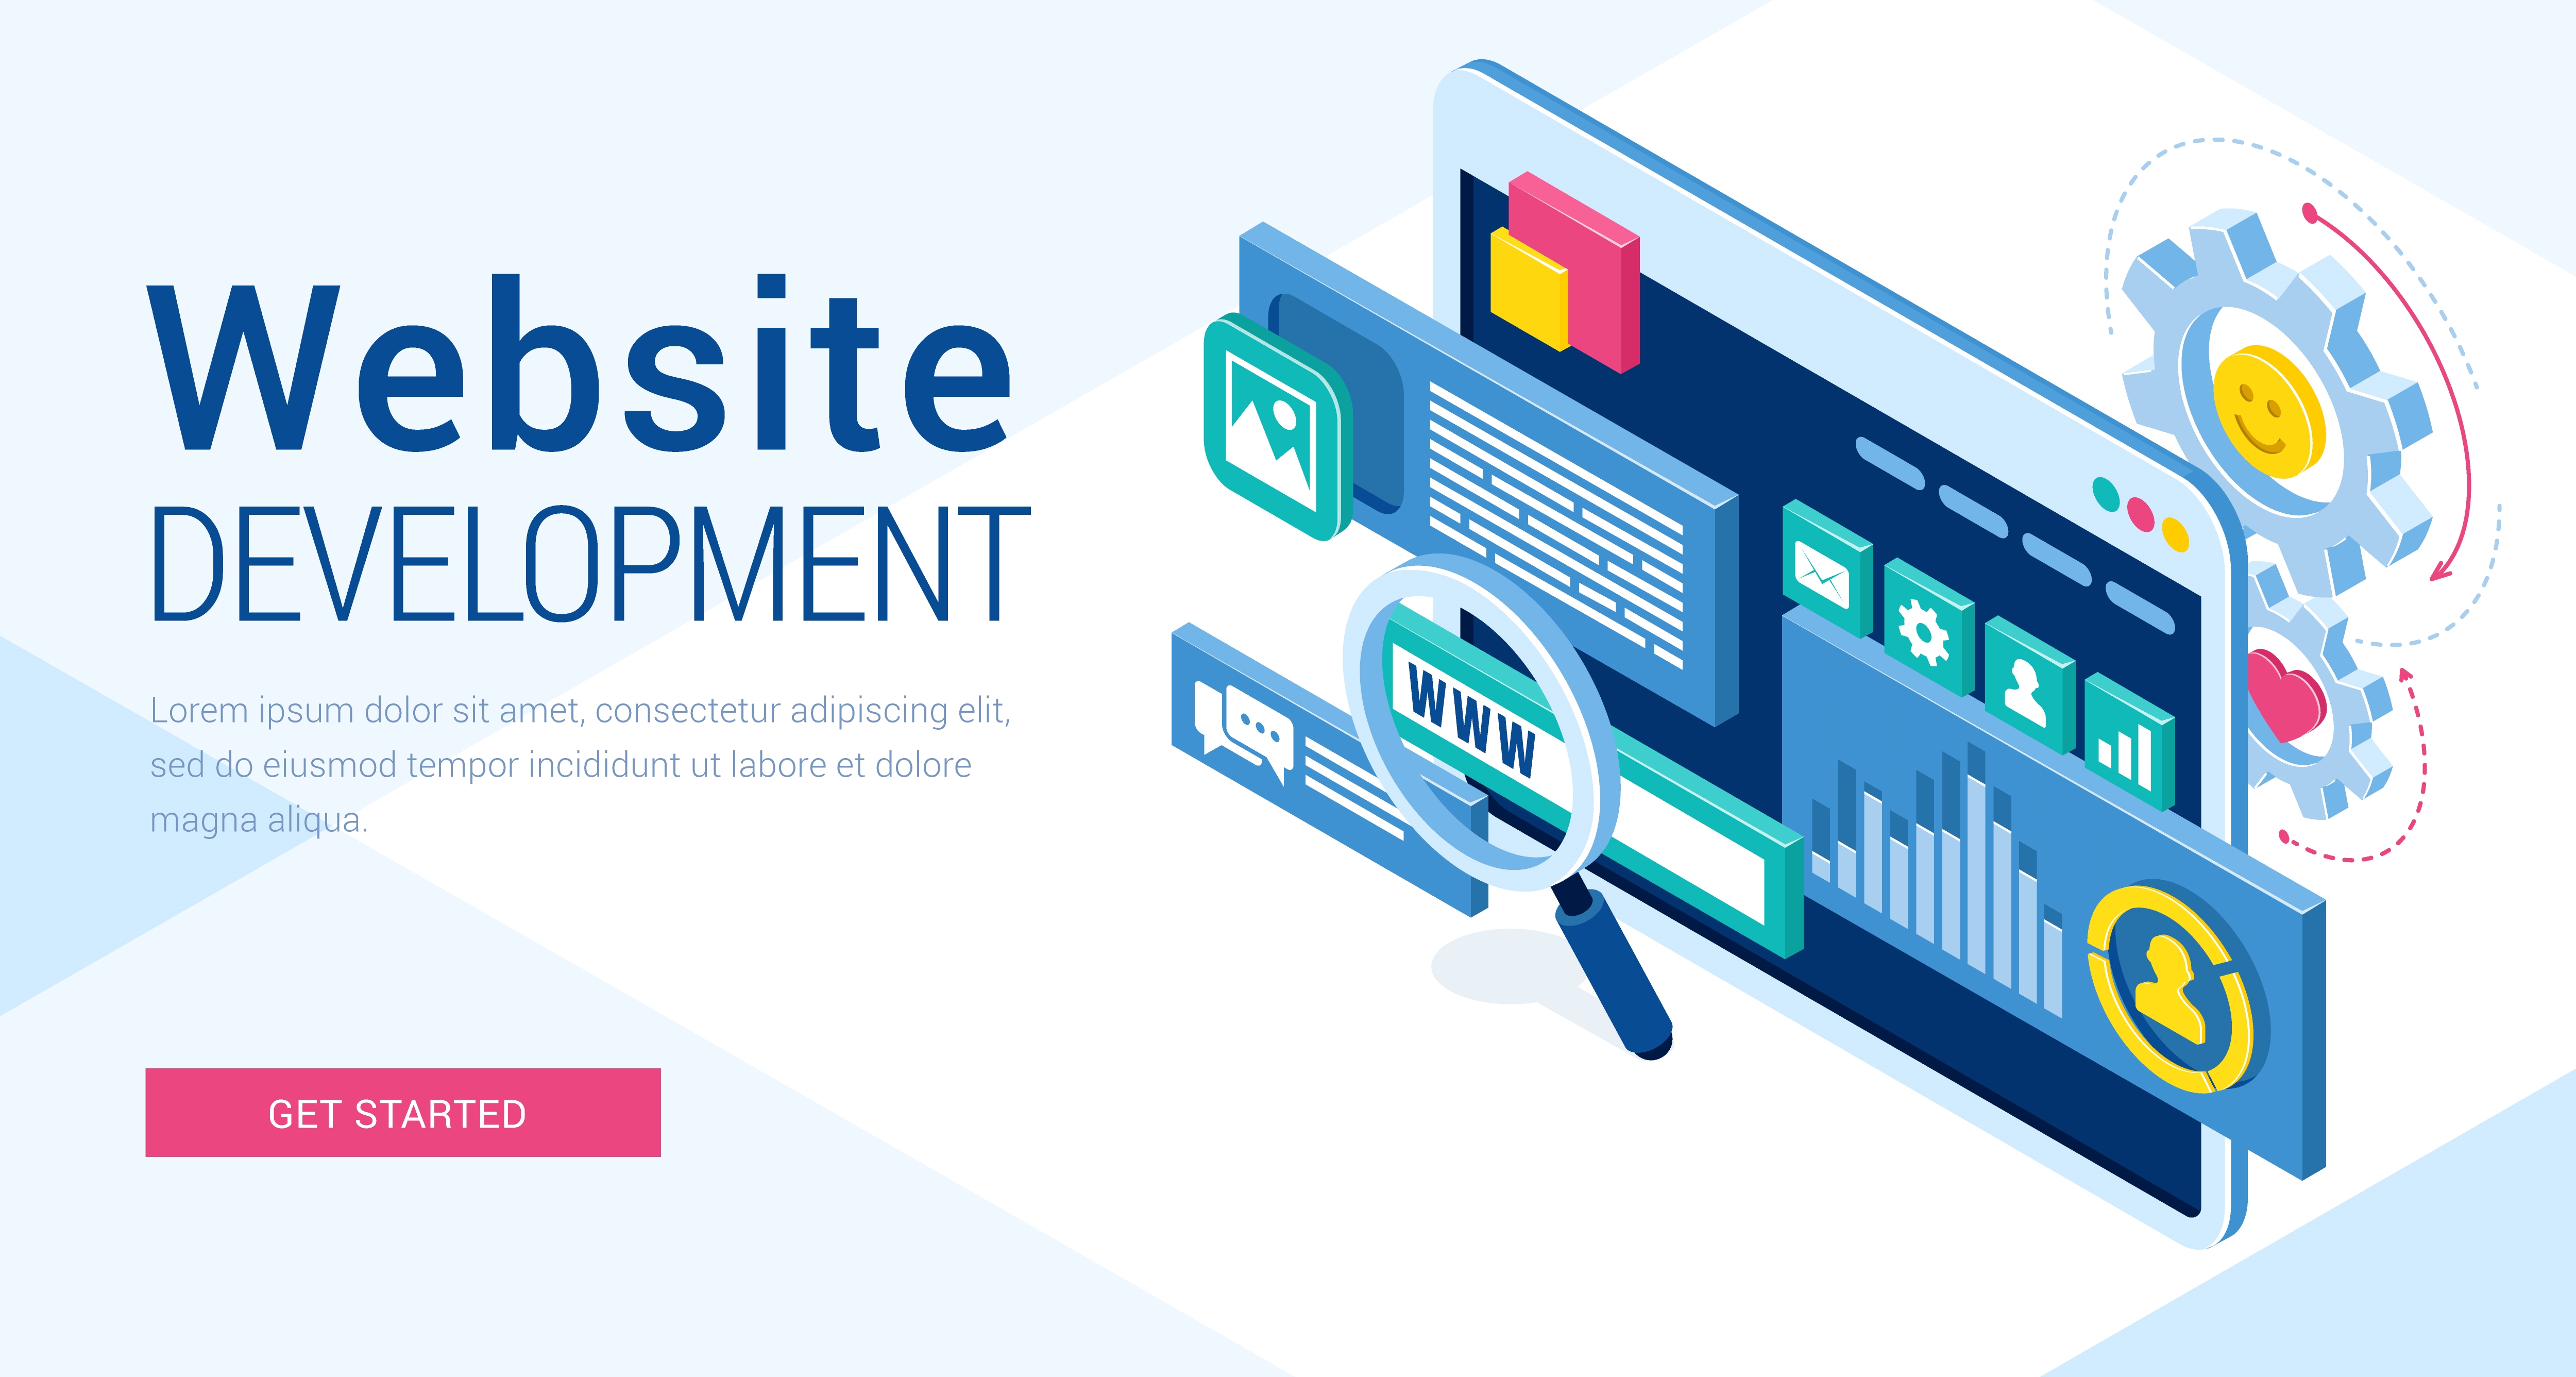 Website
DEVELOPMENT
Lorem ipsum dolor sit amet, consectetur adipiscing elit,
sed do eiusmod tempor incididunt ut labore et dolore
magna aliqua.
GET STARTED
WWW